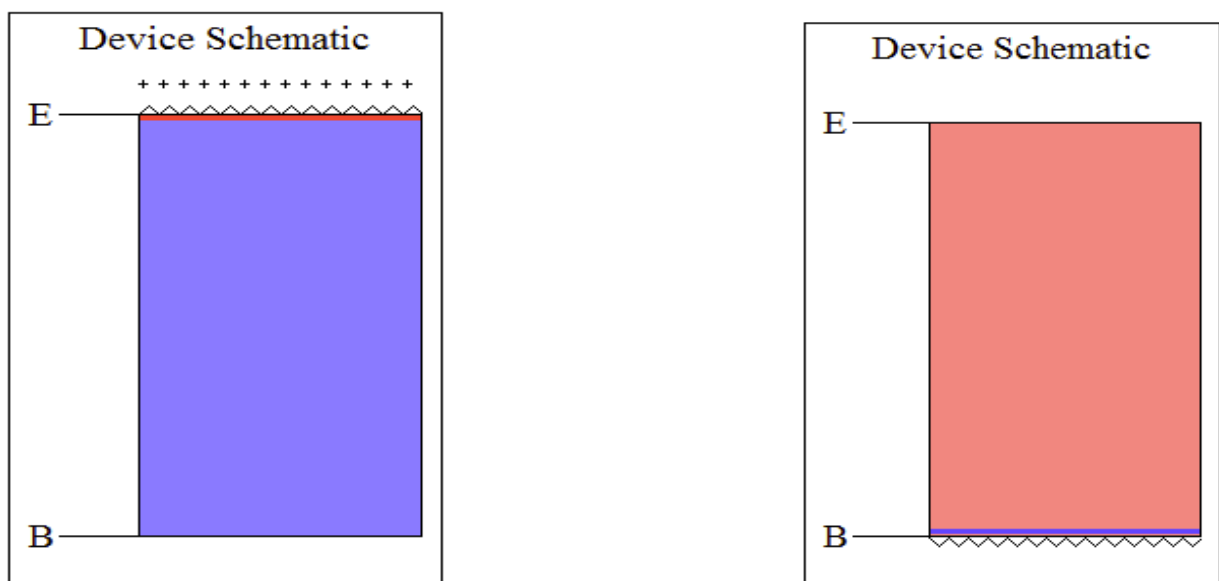 Device Schematic
+ + + + + + + + + + + + + +
E
B
Device Schematic
E
B